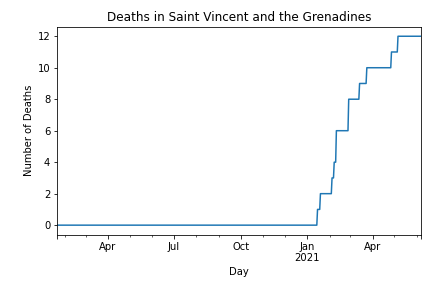 Deaths in Saint Vincent and the Grenadines
12
10
8
6
4
2
0
Number of Deaths
Apr
Jul
Oct
Jan
2021
Apr
Day